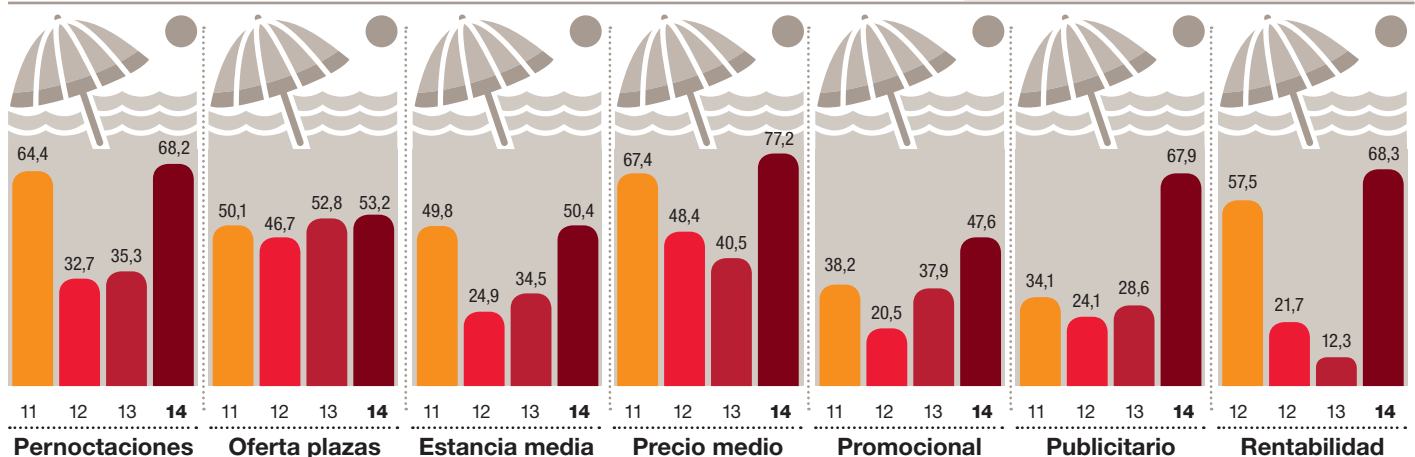 64,4 32,7 35,3 68,2
11 12 13 14
Pernoctaciones
50,1 46,7 52,8 53,2
11 12 13 14
Oferta plazas
49,8 24,9 34,5 50,4
11 12 13 14
Estancia media
67,4 48,4 40,5 77,2
11 12 13 14
Precio medio
38,2 20,5 37,9 47,6
11 12 13 14
Promocional
34,1 24,1 28,6 67,9
11 12 13 14
Publicitario
57,5 21,7 12,3 68,3
12 12 13 14
Rentabilidad